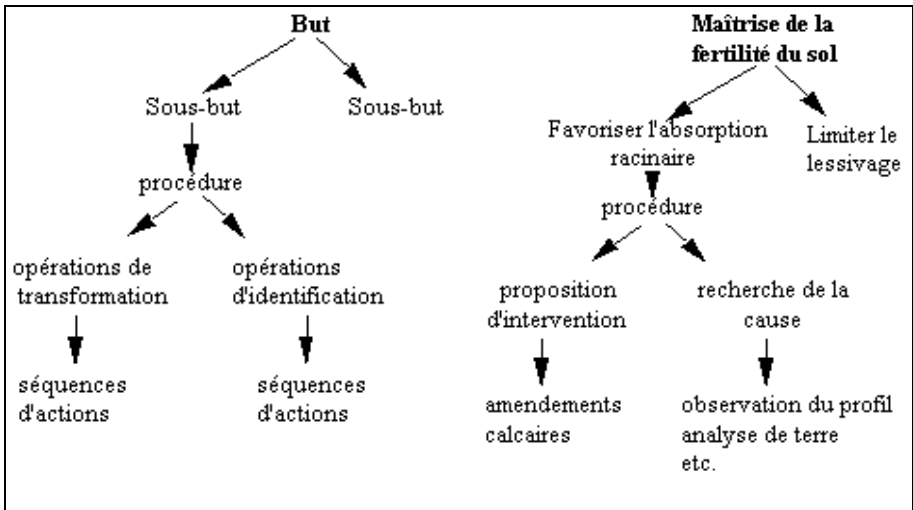 But
Sous-but
Sous-but
procédure
opérations de
transformation
opérations
d'identification
séquences
d'actions
séquences
d'actions
Maîtrise de la
fertilité du sol
Favoriser l'absorption
racinaire
Limiter le
lessivage
procédure
proposition
d'intervention
recherche de la
cause
amendements
calcaires
observation du profil
analyse de terre
etc.